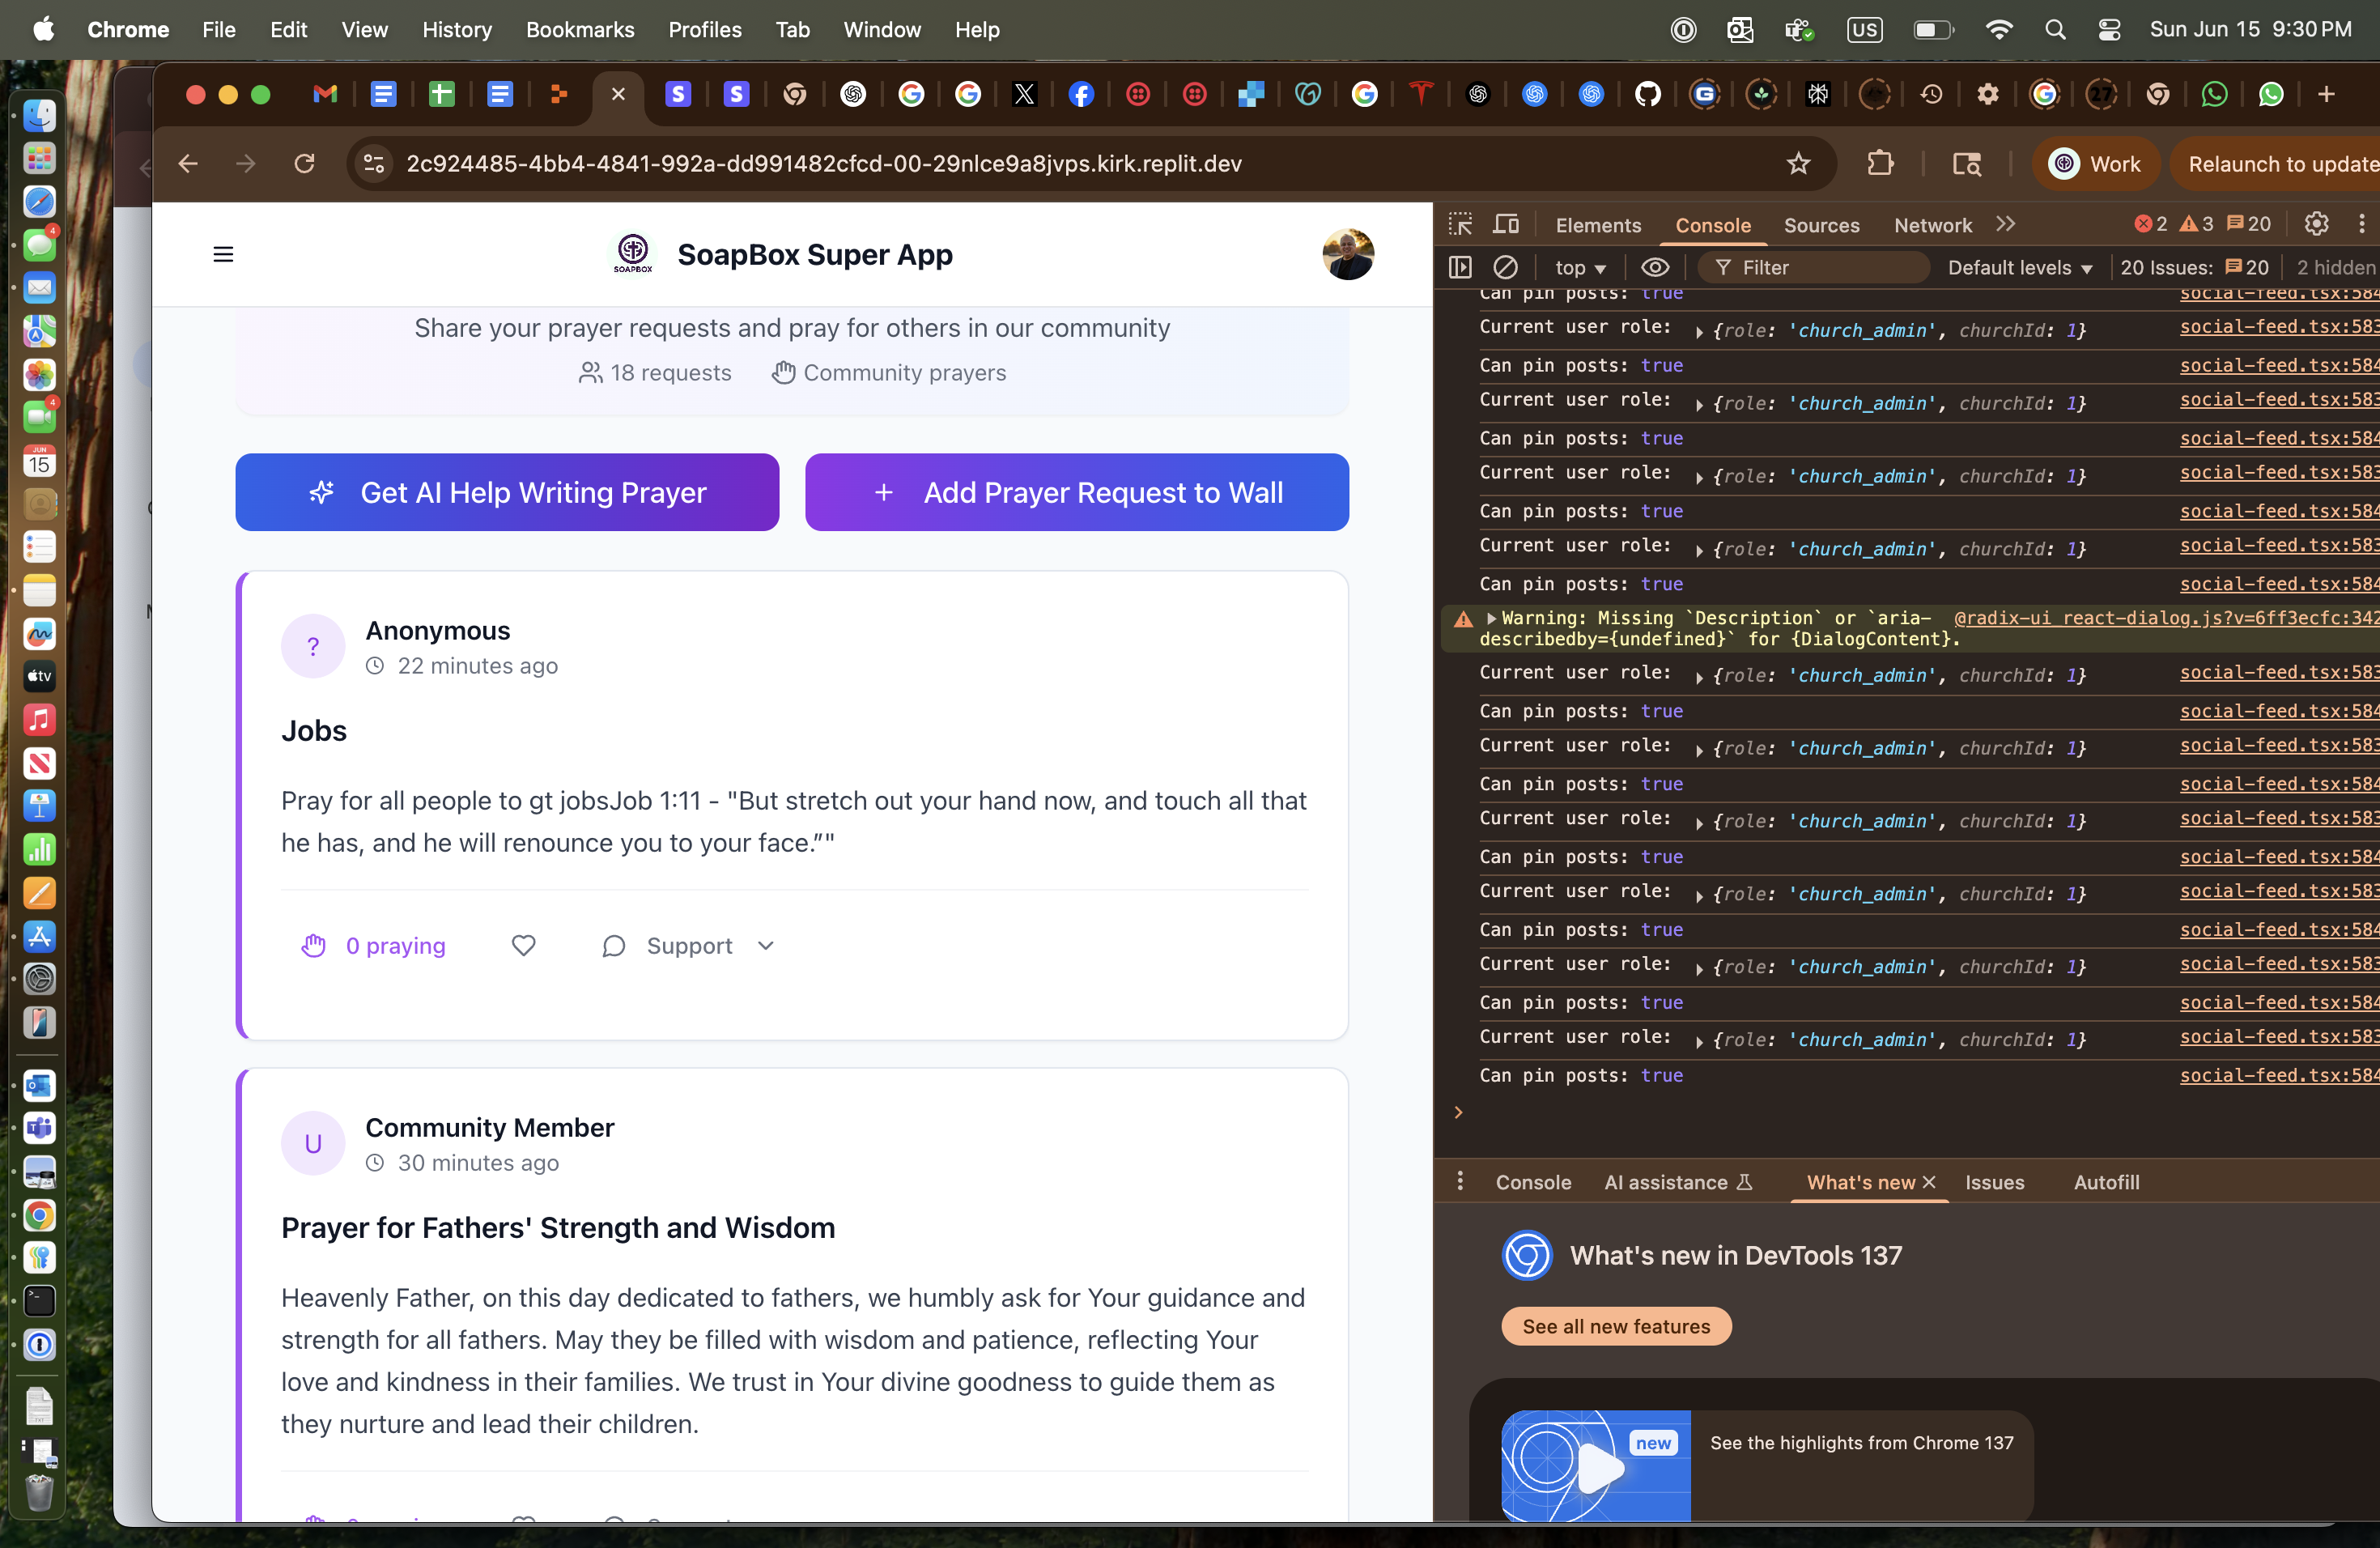 Chrome File Edit View History Bookmarks Profiles Tab Window Help US Sun Jun 15 9:30 PM
2c924485-4bb4-4841-992a-dd991482cfcd-00-29nlce9a8jvps.kirk.replit.dev
Work
Relaunch to update
SOAPBOX
SoapBox Super App
Share your prayer requests and pray for others in our community
18 requests Community prayers
Get AI Help Writing Prayer
+ Add Prayer Request to Wall
?
Anonymous
22 minutes ago
Jobs
Pray for all people to gt jobsJob 1:11 - "But stretch out your hand now, and touch all that
he has, and he will renounce you to your face.”"
0 praying
Support
U
Community Member
30 minutes ago
Prayer for Fathers' Strength and Wisdom
Heavenly Father, on this day dedicated to fathers, we humbly ask for Your guidance and
strength for all fathers. May they be filled with wisdom and patience, reflecting Your
love and kindness in their families. We trust in Your divine goodness to guide them as
they nurture and lead their children.
Elements Console Sources Network 2 3 20
top Filter Default levels 20 Issues: 20 2 hidden
Can pin posts: true social-feed.tsx:584
Current user role: {role: 'church_admin', churchId: 1} social-feed.tsx:583
Can pin posts: true social-feed.tsx:584
Current user role: {role: 'church_admin', churchId: 1} social-feed.tsx:583
Can pin posts: true social-feed.tsx:584
Current user role: {role: 'church_admin', churchId: 1} social-feed.tsx:583
Can pin posts: true social-feed.tsx:584
Current user role: {role: 'church_admin', churchId: 1} social-feed.tsx:583
Can pin posts: true social-feed.tsx:584
Warning: Missing `Description` or `aria- @radix-ui_react-dialog.js?v=6ff3ecfc:342
describedby={undefined}` for {DialogContent}.
Current user role: {role: 'church_admin', churchId: 1} social-feed.tsx:583
Can pin posts: true social-feed.tsx:584
Current user role: {role: 'church_admin', churchId: 1} social-feed.tsx:583
Can pin posts: true social-feed.tsx:584
Current user role: {role: 'church_admin', churchId: 1} social-feed.tsx:583
Can pin posts: true social-feed.tsx:584
Current user role: {role: 'church_admin', churchId: 1} social-feed.tsx:583
Can pin posts: true social-feed.tsx:584
Current user role: {role: 'church_admin', churchId: 1} social-feed.tsx:583
Can pin posts: true social-feed.tsx:584
Current user role: {role: 'church_admin', churchId: 1} social-feed.tsx:583
Can pin posts: true social-feed.tsx:584
Console AI assistance What's new Issues Autofill
What's new in DevTools 137
See all new features
new
See the highlights from Chrome 137
4
4
JUN
15
tv